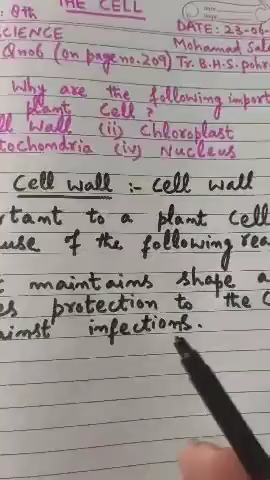 : 8th THE CELL
SCIENCE DATE: 23-06-
Mohamad Sale
Qno6 (on page no. 209) Tr. B.H.S. pohr
Why are the following import
plant Cell?
ll Wall (ii) Chloroplast
tochondria (iv) Nucleus
Cell wall :- Cell wall
rtant to a plant Cell
use of the following rea
t maintains shape a
es protection to the C
ainst infections.